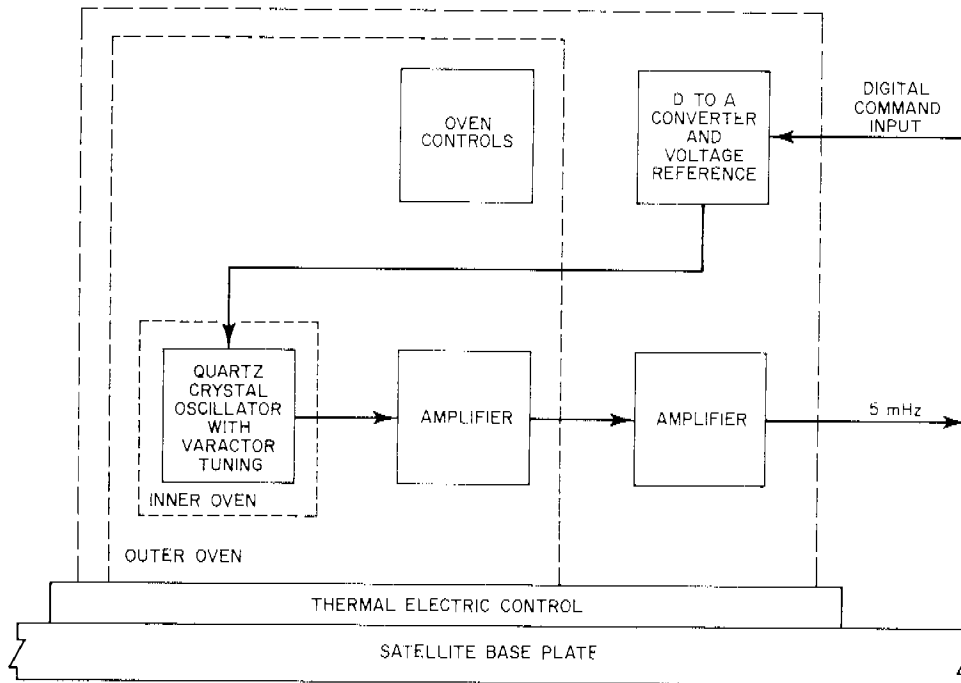 OVEN
CONTROLS
D TO A
CONVERTER
AND
VOLTAGE
REFERENCE
DIGITAL
COMMAND
INPUT
QUARTZ
CRYSTAL
OSCILLATOR
WITH
VARACTOR
TUNING
AMPLIFIER
AMPLIFIER
5 mHz
INNER OVEN
OUTER OVEN
THERMAL ELECTRIC CONTROL
SATELLITE BASE PLATE